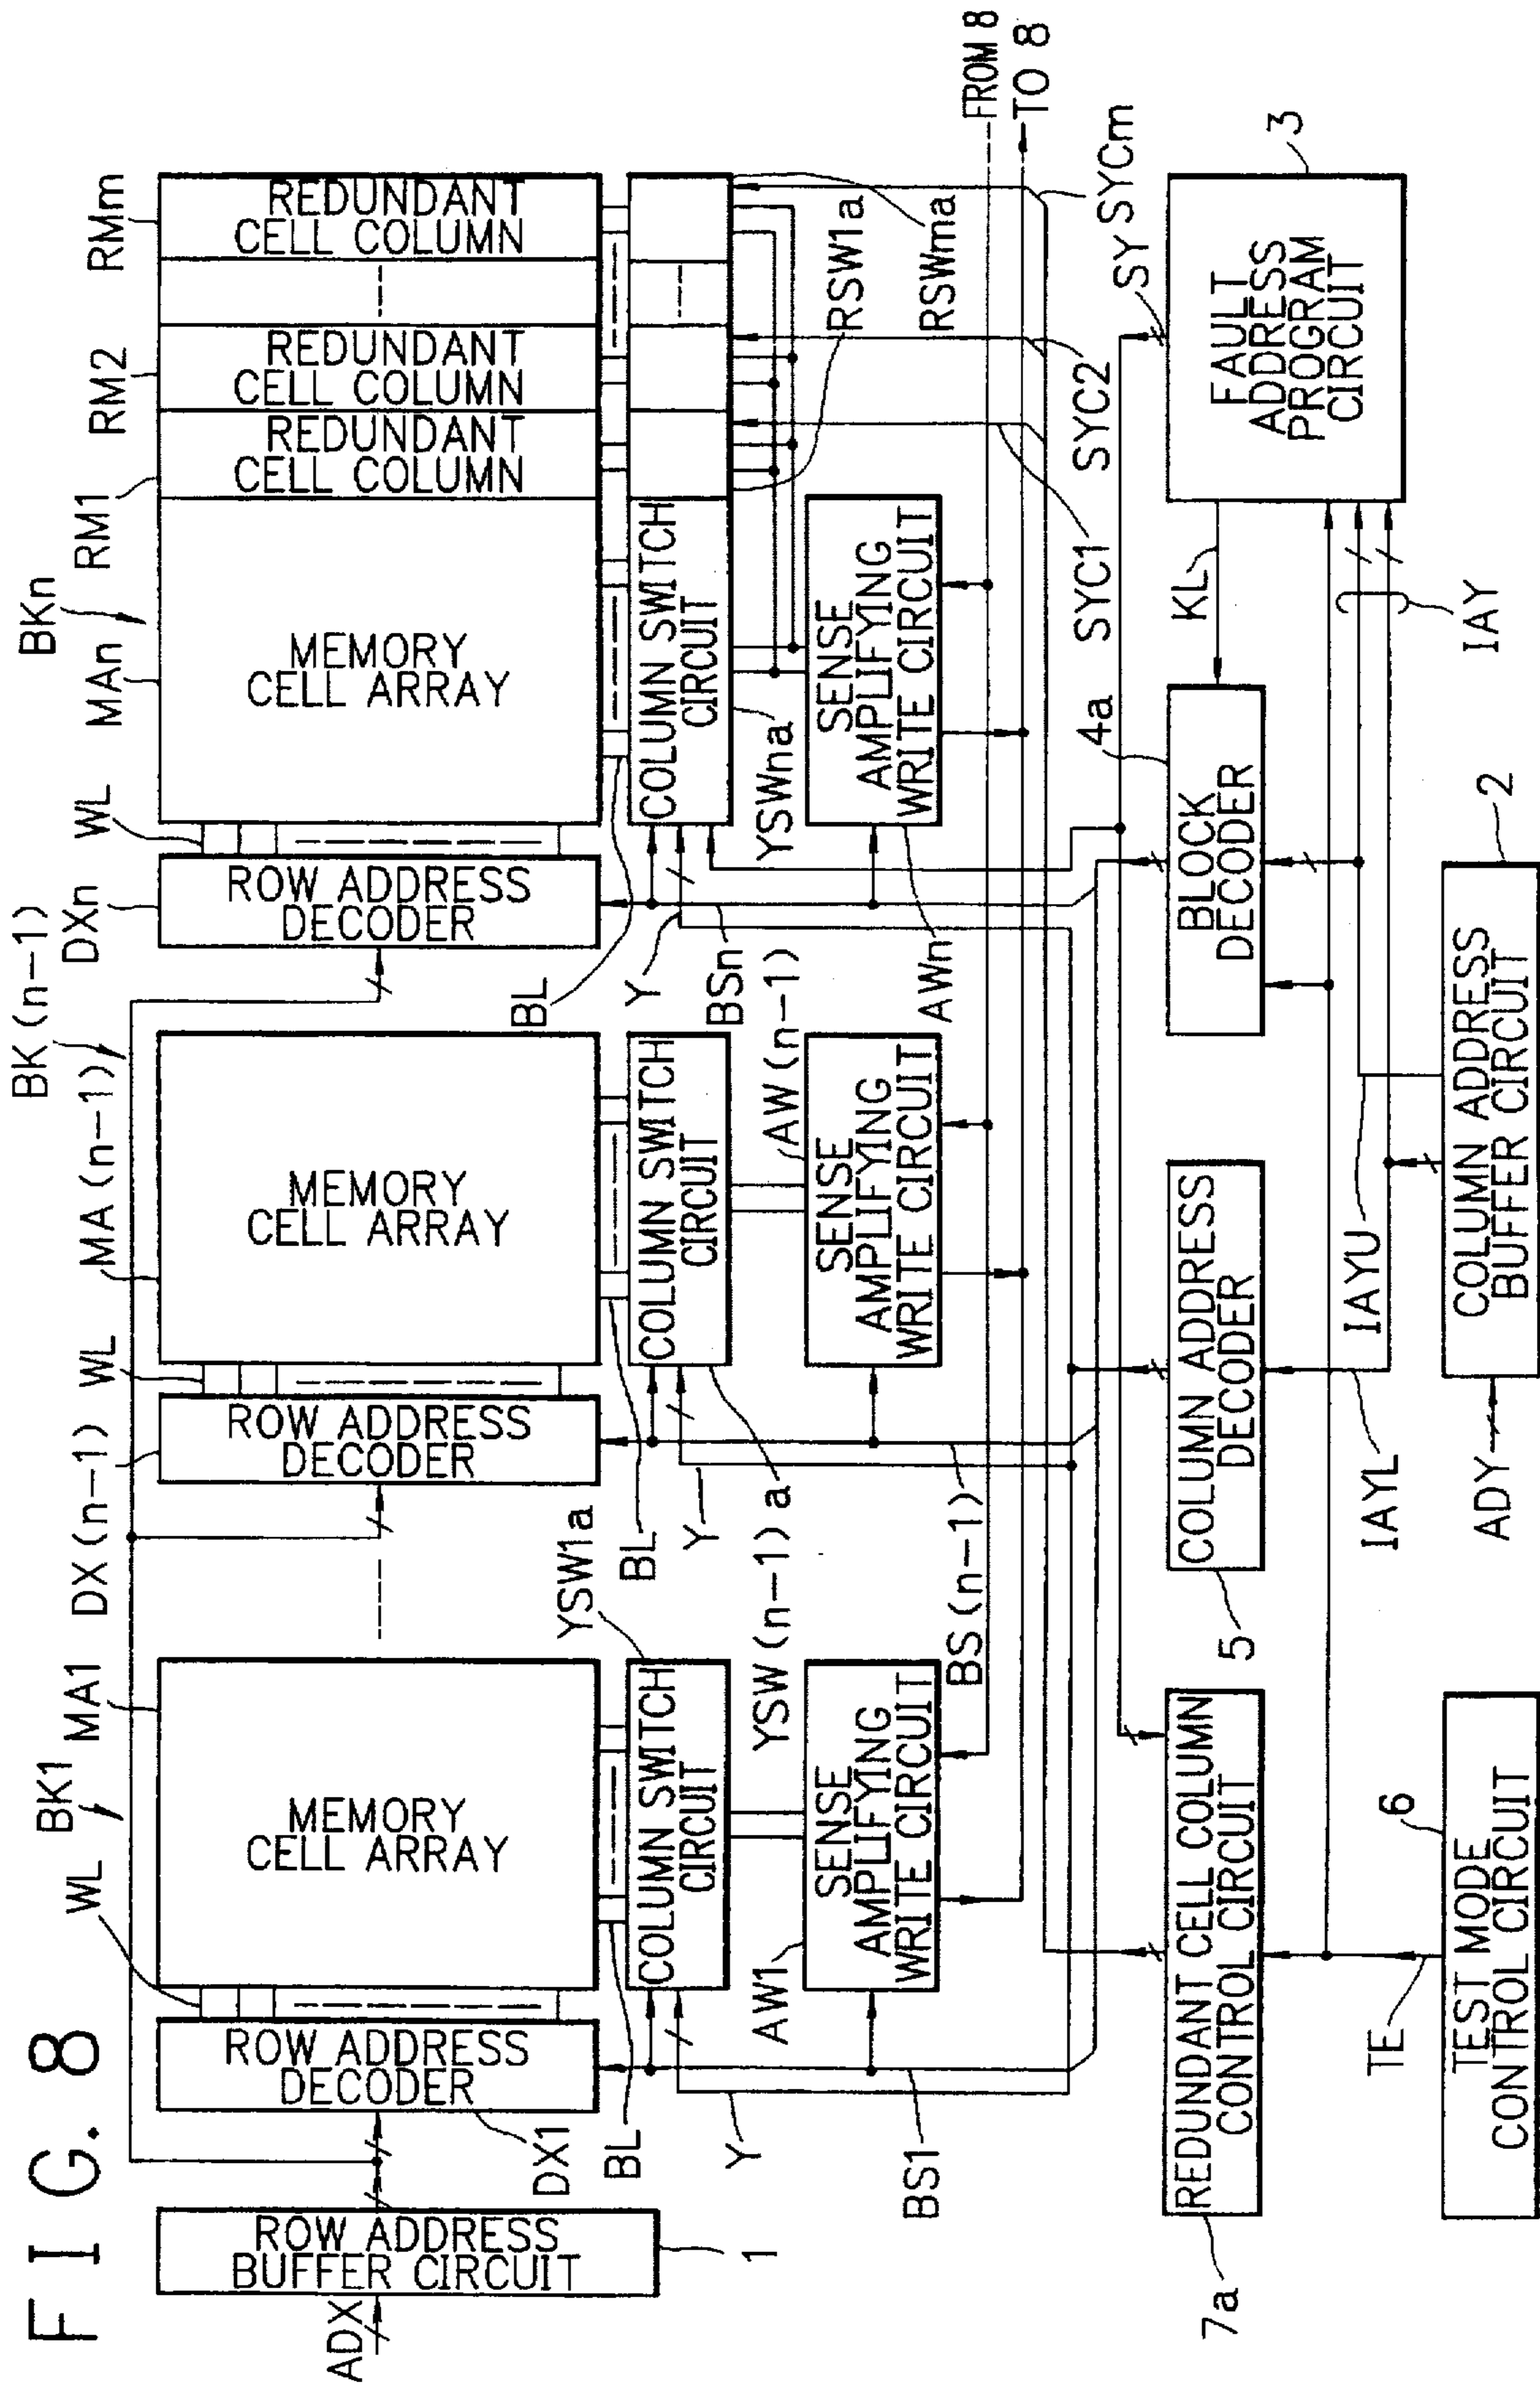 FIG. 8
BK1
BK (n-1)
BKn
WL
MA1
DX (n-1)
WL
MA (n-1)
DXn
WL
MAn
RM1
RM2
RMm
ADX
ROW ADDRESS
BUFFER CIRCUIT
1
ROW ADDRESS
DECODER
DX1
MEMORY
CELL ARRAY
ROW ADDRESS
DECODER
MEMORY
CELL ARRAY
ROW ADDRESS
DECODER
MEMORY
CELL ARRAY
REDUNDANT
CELL COLUMN
REDUNDANT
CELL COLUMN
REDUNDANT
CELL COLUMN
BL
YSW1a
BL
BL
COLUMN SWITCH
CIRCUIT
COLUMN SWITCH
CIRCUIT
COLUMN SWITCH
CIRCUIT
Y
Y
Y
YSW (n-1) a
YSWna
RSW1a
RSWma
AW1
AW (n-1)
AWn
SENSE
AMPLIFYING
WRITE CIRCUIT
SENSE
AMPLIFYING
WRITE CIRCUIT
SENSE
AMPLIFYING
WRITE CIRCUIT
BS1
BS (n-1)
BSn
FROM 8
TO 8
SYC1
SYC2
SYCm
SY
7a
REDUNDANT CELL COLUMN
CONTROL CIRCUIT
5
COLUMN ADDRESS
DECODER
4a
BLOCK
DECODER
KL
FAULT
ADDRESS
PROGRAM
CIRCUIT
3
TE
IAYL
IAYU
IAY
TEST MODE
CONTROL CIRCUIT
6
ADY
COLUMN ADDRESS
BUFFER CIRCUIT
2